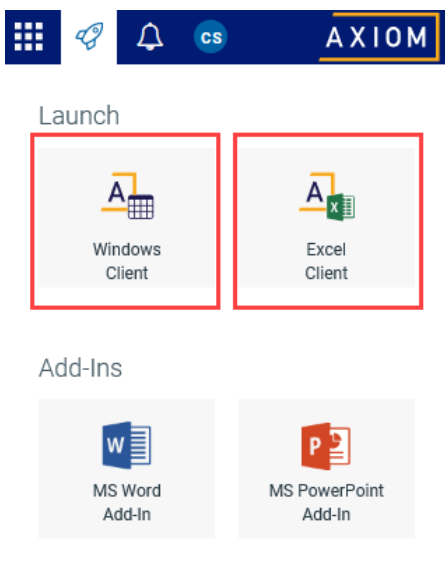 CS
AXIOM
Launch
A
A
X
Windows
Client
Excel
Client
Add-Ins
W
P
MS Word
Add-In
MS PowerPoint
Add-In